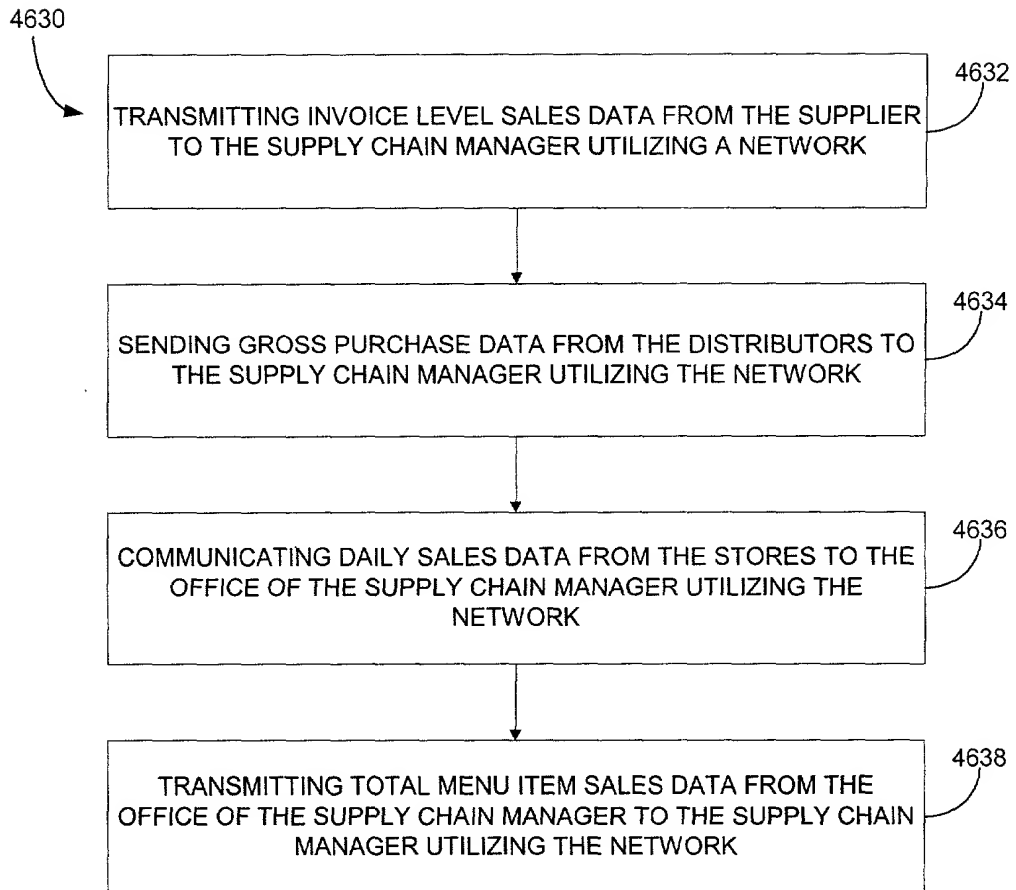 4630
4632
TRANSMITTING INVOICE LEVEL SALES DATA FROM THE SUPPLIER
TO THE SUPPLY CHAIN MANAGER UTILIZING A NETWORK
4634
SENDING GROSS PURCHASE DATA FROM THE DISTRIBUTORS TO
THE SUPPLY CHAIN MANAGER UTILIZING THE NETWORK
4636
COMMUNICATING DAILY SALES DATA FROM THE STORES TO THE
OFFICE OF THE SUPPLY CHAIN MANAGER UTILIZING THE
NETWORK
4638
TRANSMITTING TOTAL MENU ITEM SALES DATA FROM THE
OFFICE OF THE SUPPLY CHAIN MANAGER TO THE SUPPLY CHAIN
MANAGER UTILIZING THE NETWORK